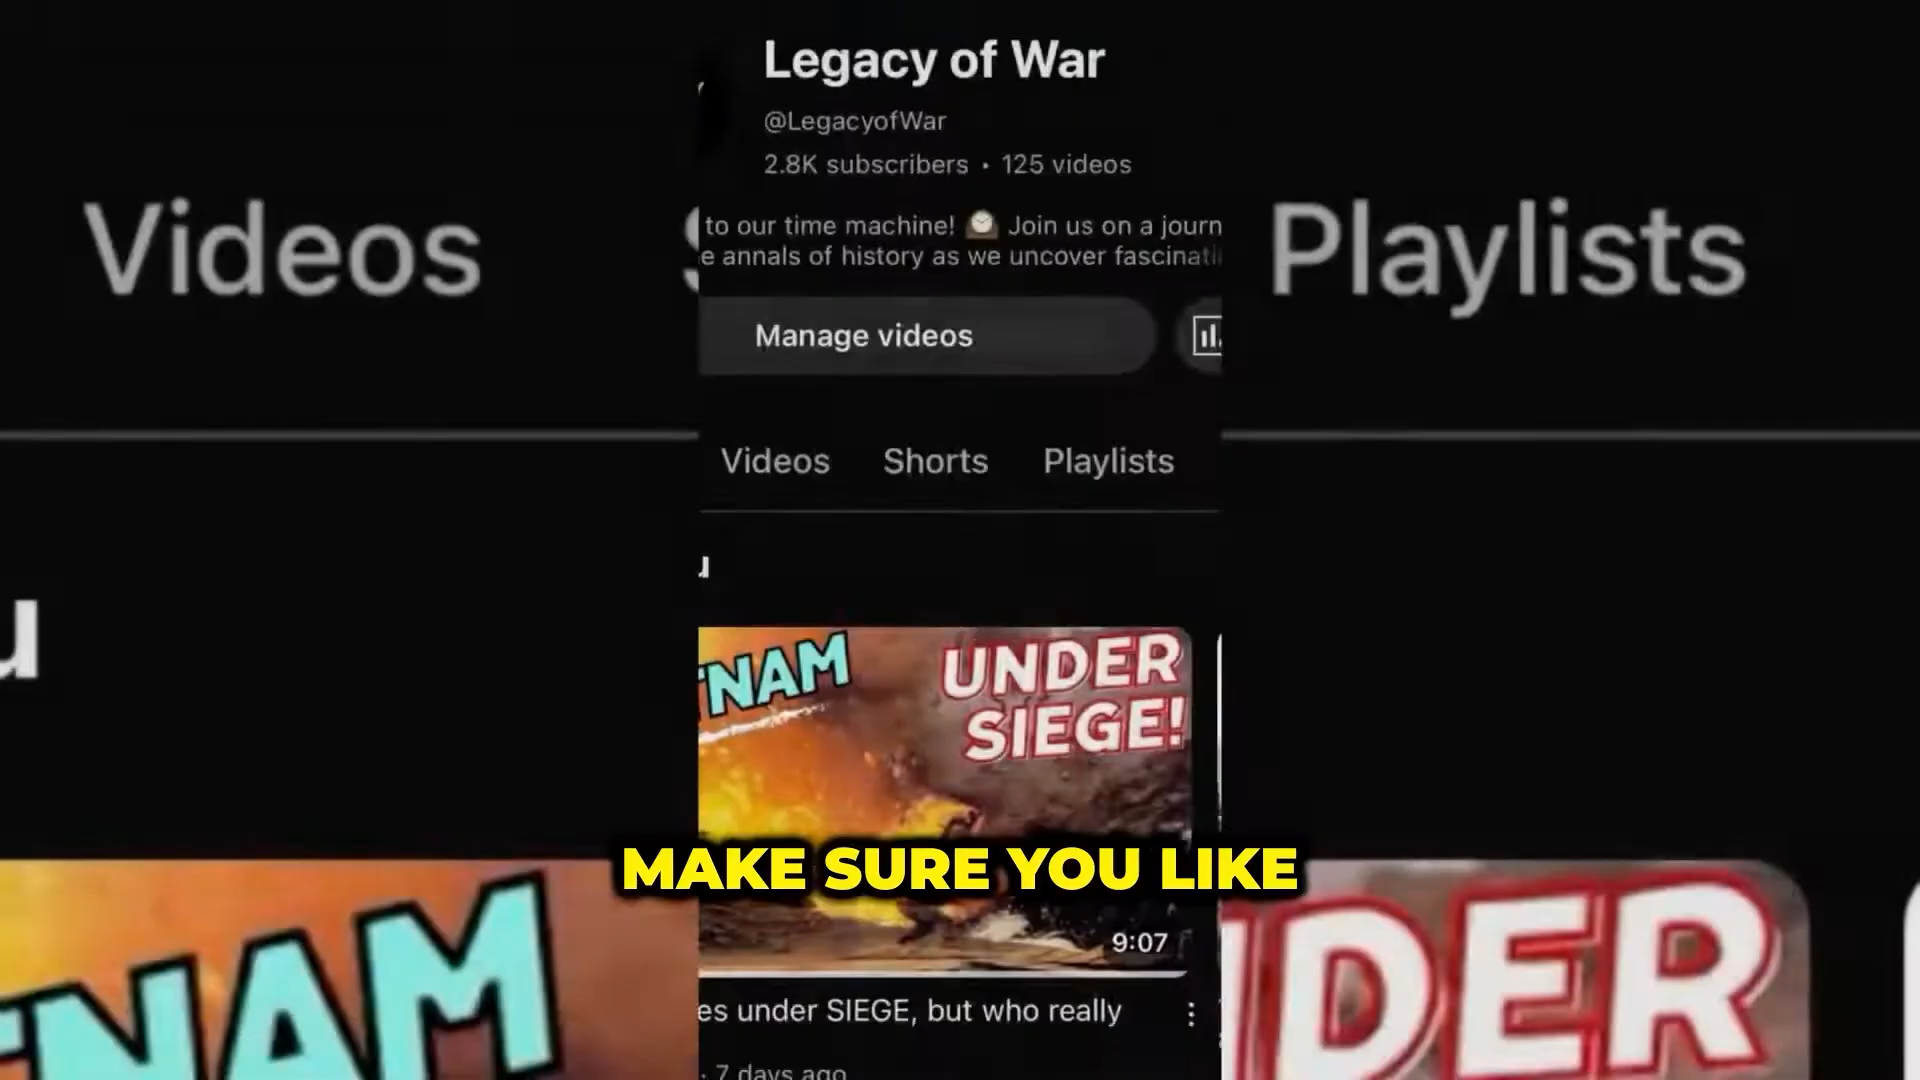 Legacy of War
@LegacyofWar
2.8K subscribers · 125 videos
to our time machine! 🕰️ Join us on a journ
e annals of history as we uncover fascinati
Manage videos
Videos Playlists
Videos Shorts Playlists
u
u
TNAM UNDER
SIEGE!
MAKE SURE YOU LIKE
9:07
NAM DER
es under SIEGE, but who really
· 7 days ago